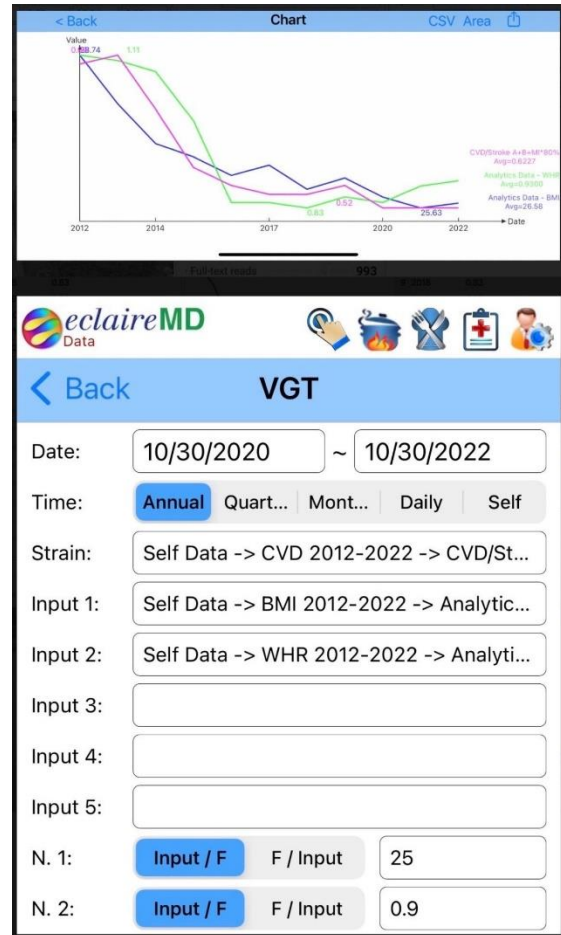 < Back Chart CSV Area
Value
38.74 1.11
CVD/Stroke A+B+MI*80%
Avg=0.6227
Analytics Data - WHR
Avg=0.9300
Analytics Data - BMI
Avg=26.56
0.83 0.52 25.63
Date
2012 2014 2017 2020 2022
Full-text reads 993
eclaireMD
Data
Back VGT
Date: 10/30/2020 ~ 10/30/2022
Time: Annual Quart... Mont... Daily Self
Strain: Self Data -> CVD 2012-2022 -> CVD/St...
Input 1: Self Data -> BMI 2012-2022 -> Analytic...
Input 2: Self Data -> WHR 2012-2022 -> Analyti...
Input 3:
Input 4:
Input 5:
N. 1: Input / F F / Input 25
N. 2: Input / F F / Input 0.9